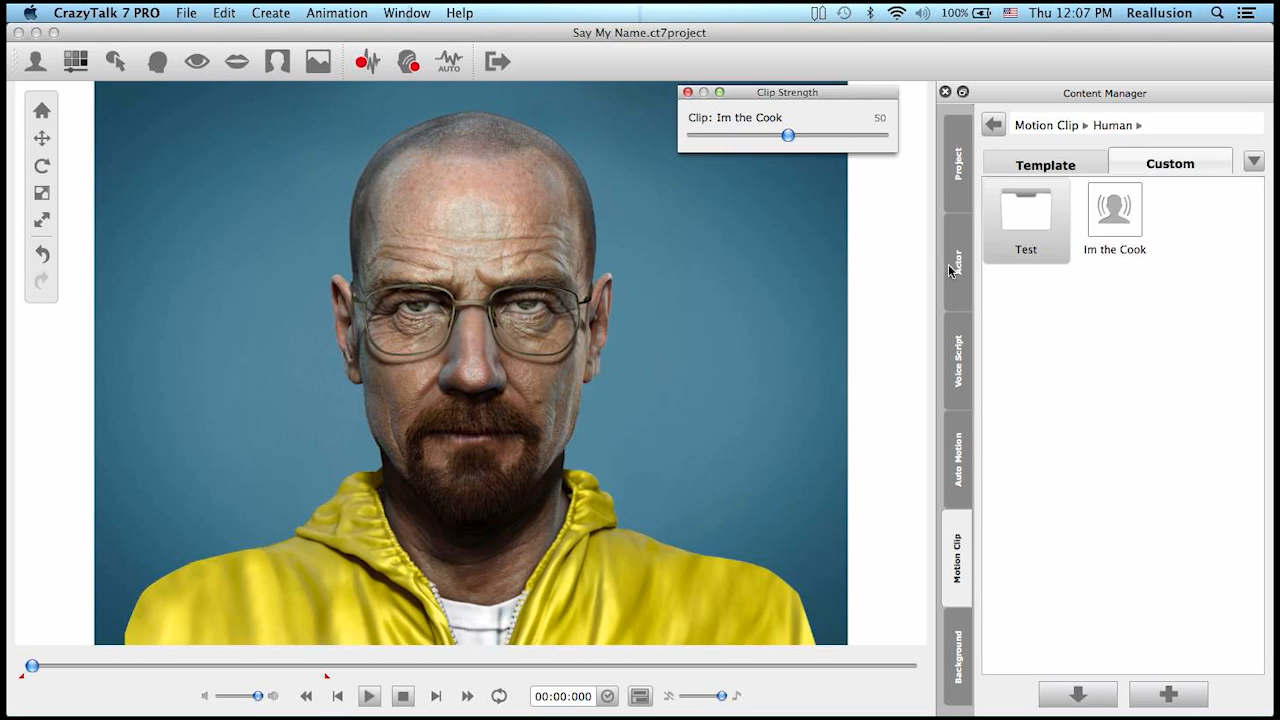 CrazyTalk 7 PRO File Edit Create Animation Window Help 100% Thu 12:07 PM Reallusion
Say My Name.ct7project
AUTO
Clip Strength
Clip: Im the Cook 50
Content Manager
Motion Clip Human
Template Custom
Test
Im the Cook
Project
Actor
Voice Script
Auto Motion
Motion Clip
Background
00:00:000